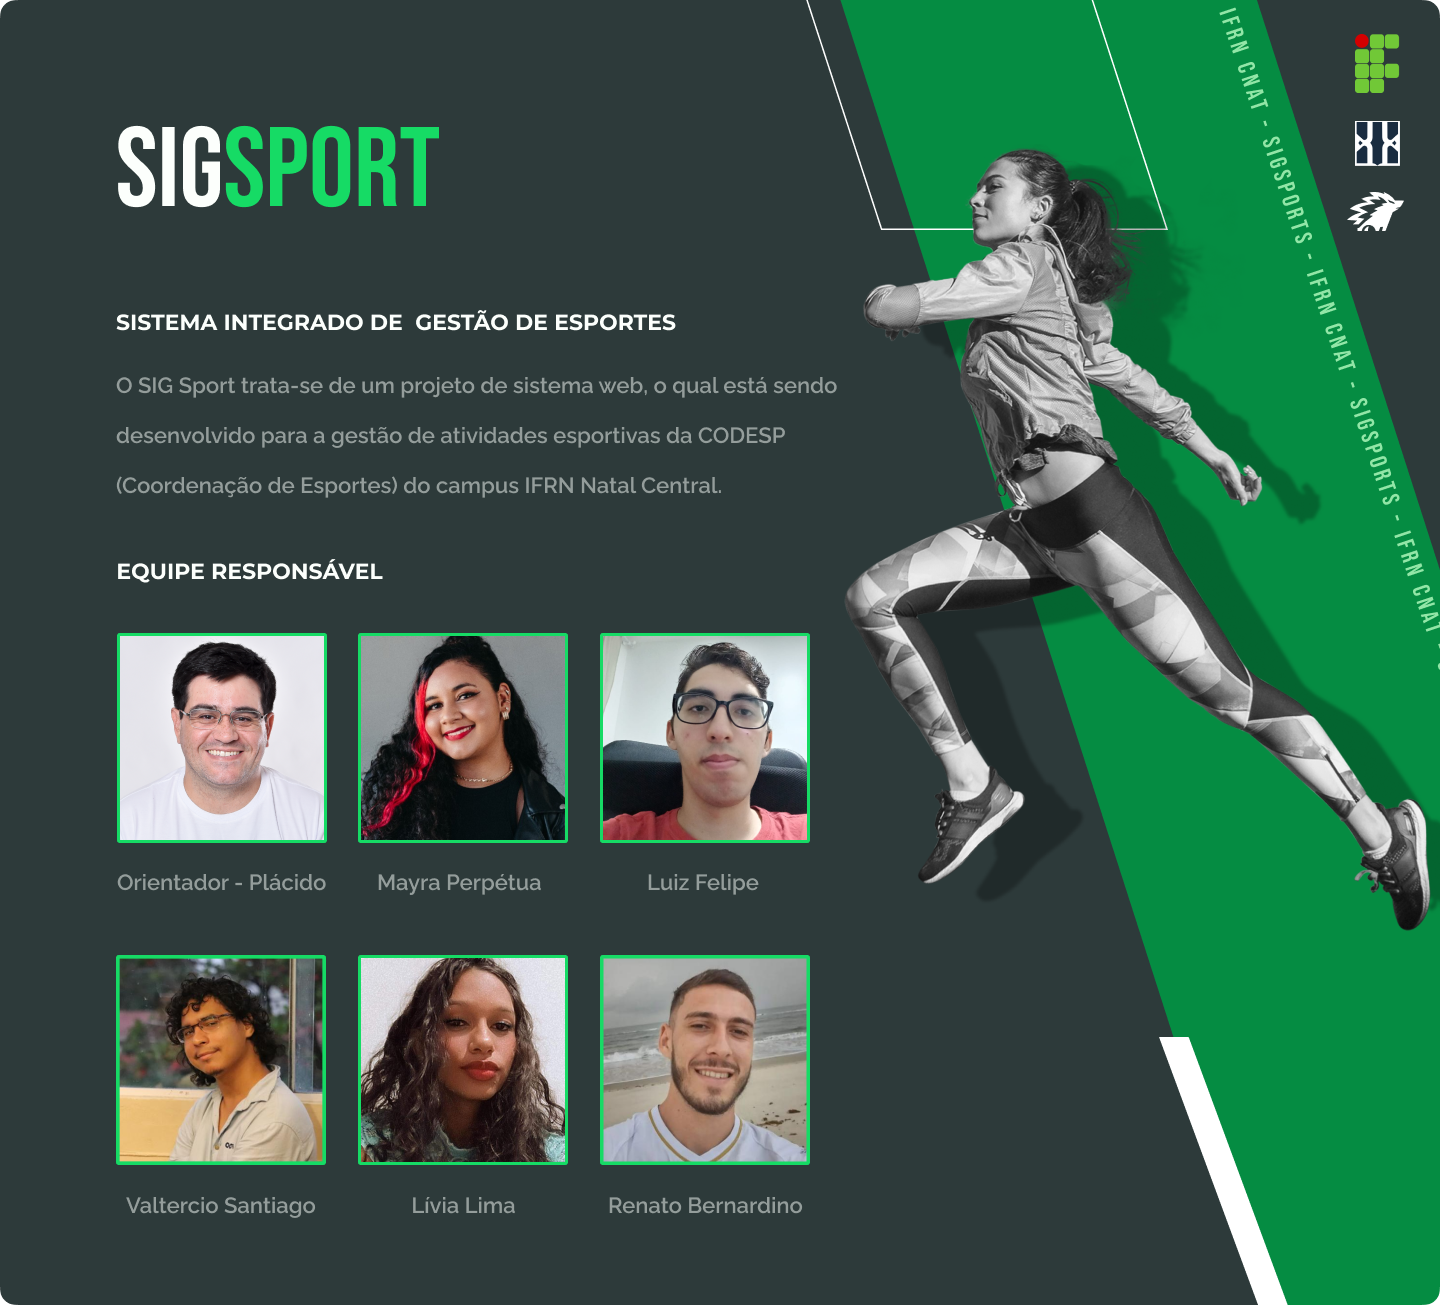 SIGSPORT
SISTEMA INTEGRADO DE GESTÃO DE ESPORTES
O SIG Sport trata-se de um projeto de sistema web, o qual está sendo
desenvolvido para a gestão de atividades esportivas da CODESP
(Coordenação de Esportes) do campus IFRN Natal Central.
EQUIPE RESPONSÁVEL
Orientador - Plácido
Mayra Perpétua
Luiz Felipe
Valtercio Santiago
Lívia Lima
Renato Bernardino
IFRN CNAT - SIGSPORTS - IFRN CNAT - SIGSPORTS - IFRN CNAT